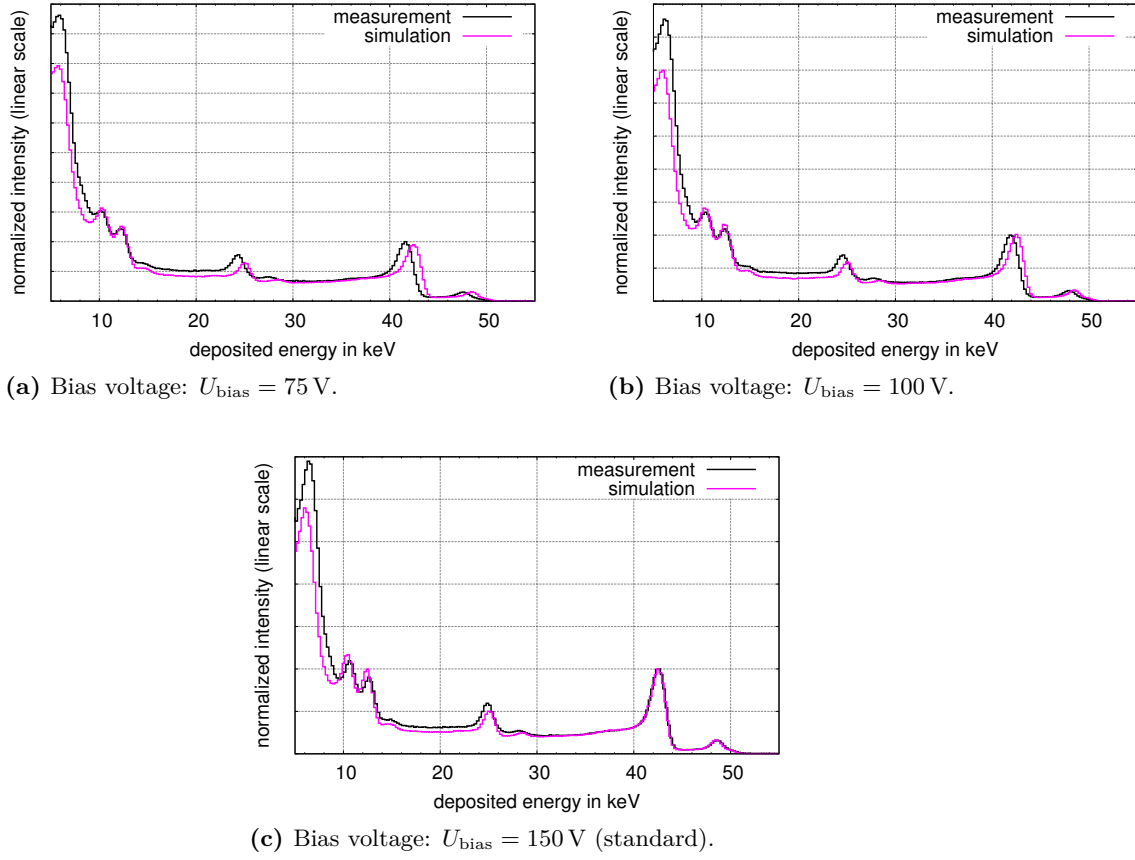 normalized intensity (linear scale)
measurement
simulation
10 20 30 40 50
deposited energy in keV
(a) Bias voltage: U_bias = 75 V.
normalized intensity (linear scale)
measurement
simulation
10 20 30 40 50
deposited energy in keV
(b) Bias voltage: U_bias = 100 V.
normalized intensity (linear scale)
measurement
simulation
10 20 30 40 50
deposited energy in keV
(c) Bias voltage: U_bias = 150 V (standard).